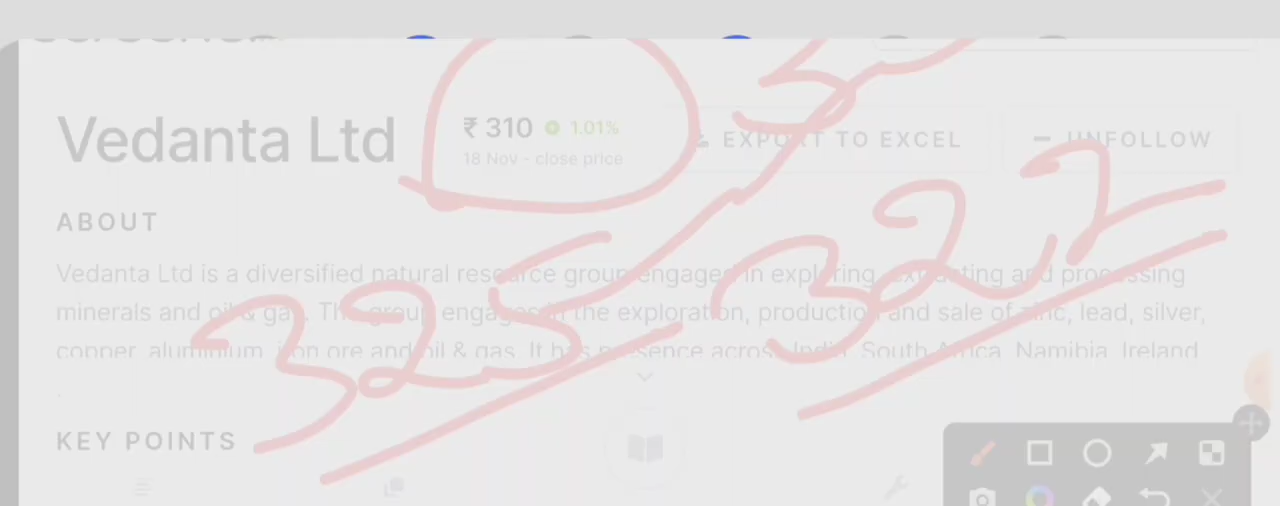 Vedanta Ltd
₹ 310 1.01%
18 Nov - close price
EXPORT TO EXCEL
UNFOLLOW
ABOUT
Vedanta Ltd is a diversified natural resource group engaged in exploring, extracting and processing
minerals and oil & gas. The group engages in the exploration, production and sale of zinc, lead, silver,
copper, aluminium, iron ore and oil & gas. It has presence across India, South Africa, Namibia, Ireland
325
322
KEY POINTS